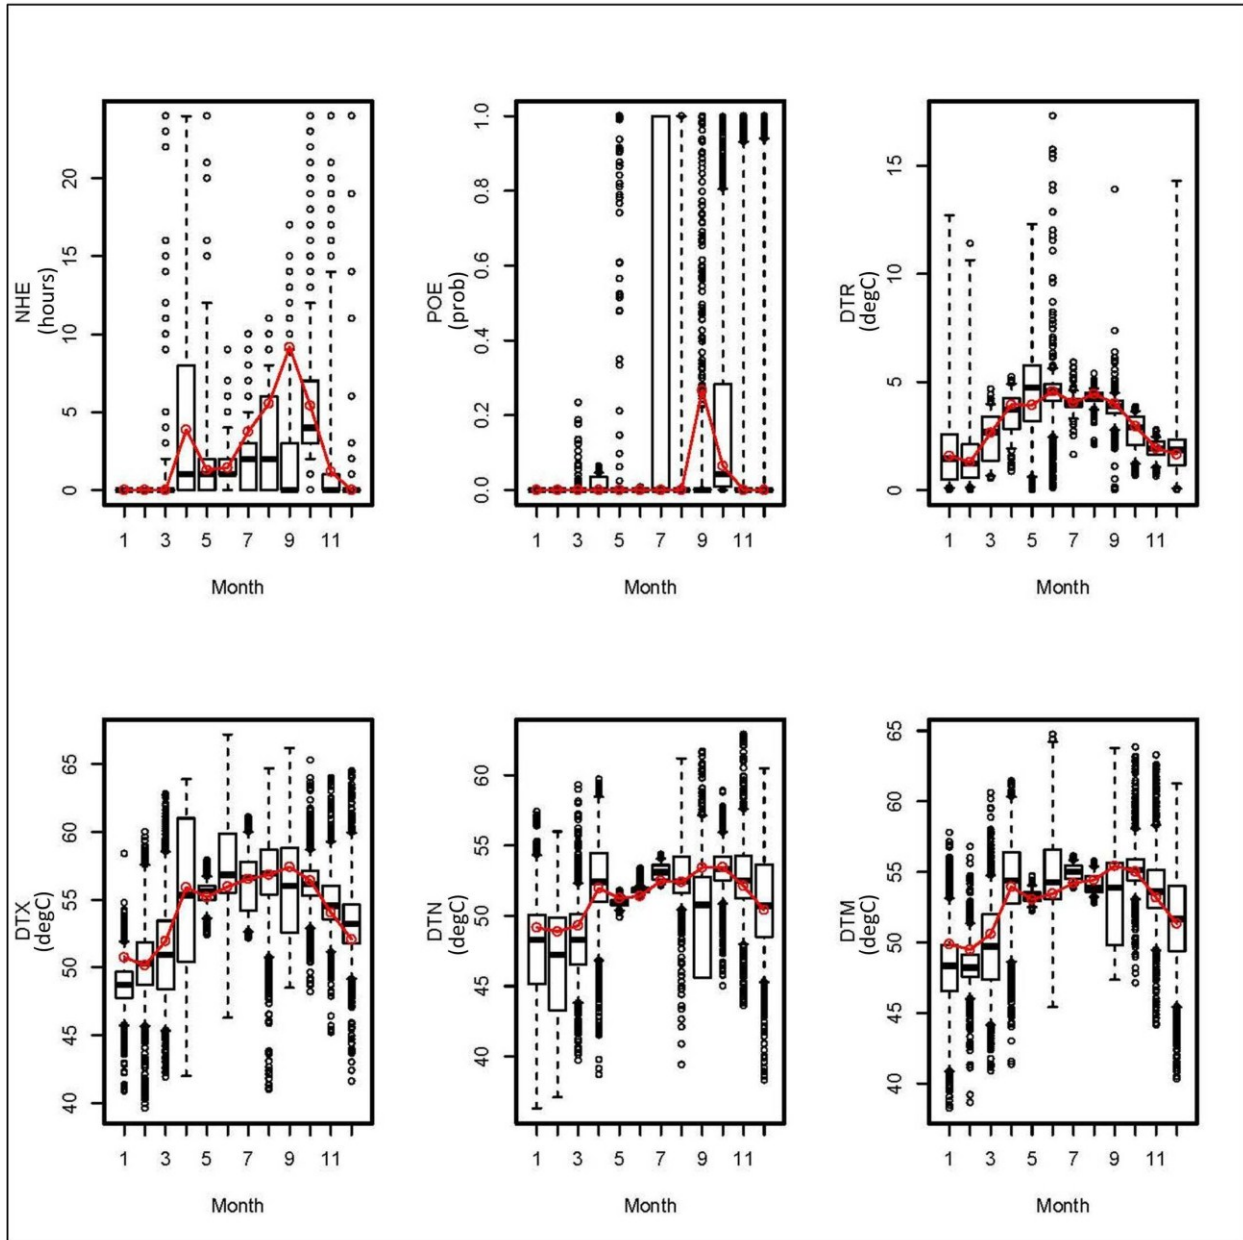 NHE
(hours)
0 5 10 15 20
1 3 5 7 9 11
Month
POE
(prob)
0.0 0.2 0.4 0.6 0.8 1.0
1 3 5 7 9 11
Month
DTR
(degC)
0 5 10 15
1 3 5 7 9 11
Month
DTX
(degC)
40 45 50 55 60 65
1 3 5 7 9 11
Month
DTN
(degC)
40 45 50 55 60
1 3 5 7 9 11
Month
DTM
(degC)
40 45 50 55 60 65
1 3 5 7 9 11
Month